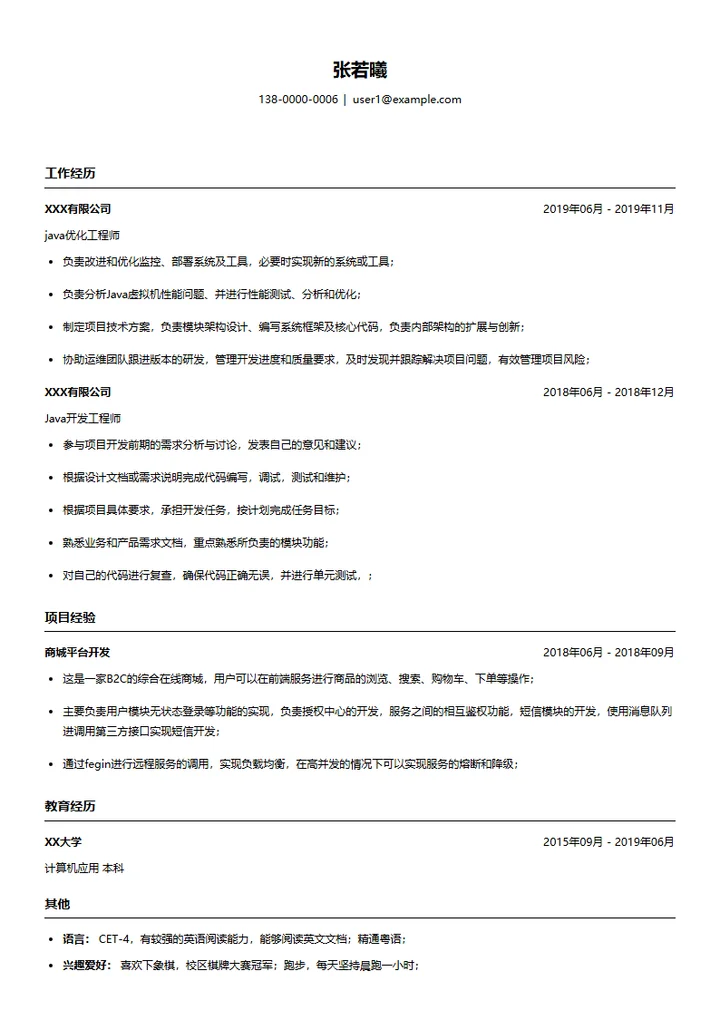 张若曦
138-0000-0006 | user1@example.com
工作经历
XXX有限公司 2019年06月 - 2019年11月
java优化工程师
• 负责改进和优化监控、部署系统及工具，必要时实现新的系统或工具；
• 负责分析Java虚拟机性能问题、并进行性能测试、分析和优化；
• 制定项目技术方案，负责模块架构设计、编写系统框架及核心代码，负责内部架构的扩展与创新；
• 协助运维团队跟进版本的研发，管理开发进度和质量要求，及时发现并跟踪解决项目问题，有效管理项目风险；
XXX有限公司 2018年06月 - 2018年12月
Java开发工程师
• 参与项目开发前期的需求分析与讨论，发表自己的意见和建议；
• 根据设计文档或需求说明完成代码编写，调试，测试和维护；
• 根据项目具体要求，承担开发任务，按计划完成任务目标；
• 熟悉业务和产品需求文档，重点熟悉所负责的模块功能；
• 对自己的代码进行复查，确保代码正确无误，并进行单元测试，；
项目经验
商城平台开发 2018年06月 - 2018年09月
• 这是一家B2C的综合在线商城，用户可以在前端服务进行商品的浏览、搜索、购物车、下单等操作；
• 主要负责用户模块无状态登录等功能的实现，负责授权中心的开发，服务之间的相互鉴权功能，短信模块的开发，使用消息队列
进调用第三方接口实现短信开发；
• 通过fegin进行远程服务的调用，实现负载均衡，在高并发的情况下可以实现服务的熔断和降级；
教育经历
XX大学 2015年09月 - 2019年06月
计算机应用 本科
其他
• 语言： CET-4，有较强的英语阅读能力，能够阅读英文文档；精通粤语；
• 兴趣爱好： 喜欢下象棋，校区棋牌大赛冠军；跑步，每天坚持晨跑一小时；